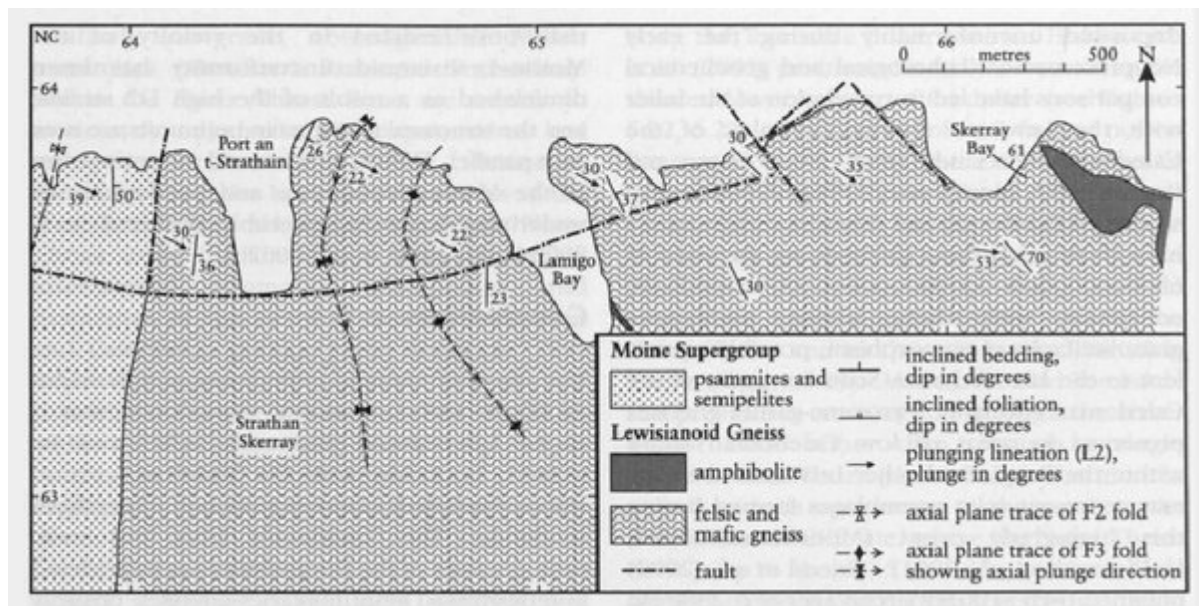 NC
64
65
66
0
500
metres
N
64
Port an
t-Strathain
26
22
30
37
30
35
Skerray
Bay
61
39
50
30
36
22
23
Lamigo
Bay
30
53
70
Strathan
Skerray
63
Moine Supergroup
psammites and
semipelites
Lewisianoid Gneiss
amphibolite
felsic and
mafic gneiss
fault
inclined bedding,
dip in degrees
inclined foliation,
dip in degrees
plunging lineation (L2),
plunge in degrees
axial plane trace of F2 fold
axial plane trace of F3 fold
showing axial plunge direction